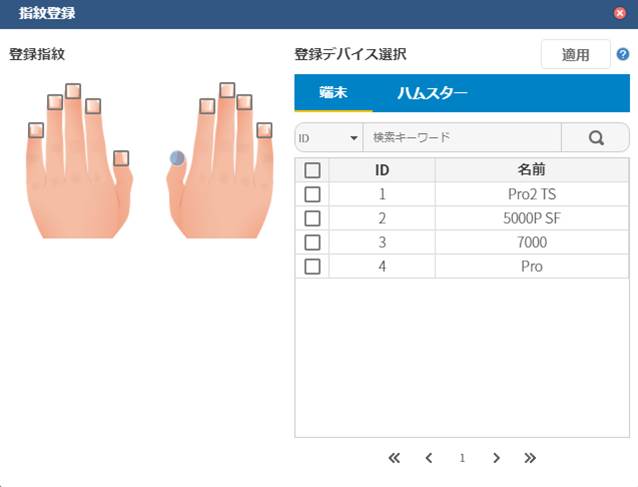 指紋登録
登録指紋
登録デバイス選択
適用
端末 ハムスター
ID 検索キーワード
ID 名前
1 Pro2 TS
2 5000P SF
3 7000
4 Pro
1